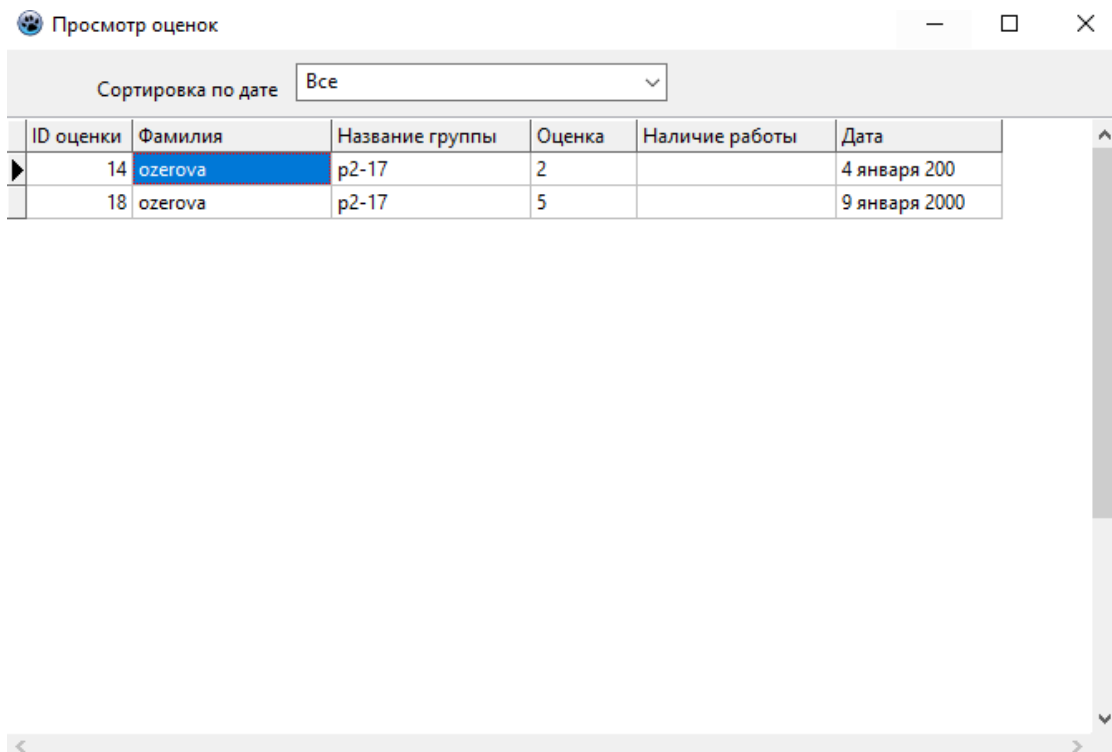 Просмотр оценок
Сортировка по дате Все
ID оценки Фамилия Название группы Оценка Наличие работы Дата
14 ozerova p2-17 2 4 января 200
18 ozerova p2-17 5 9 января 2000